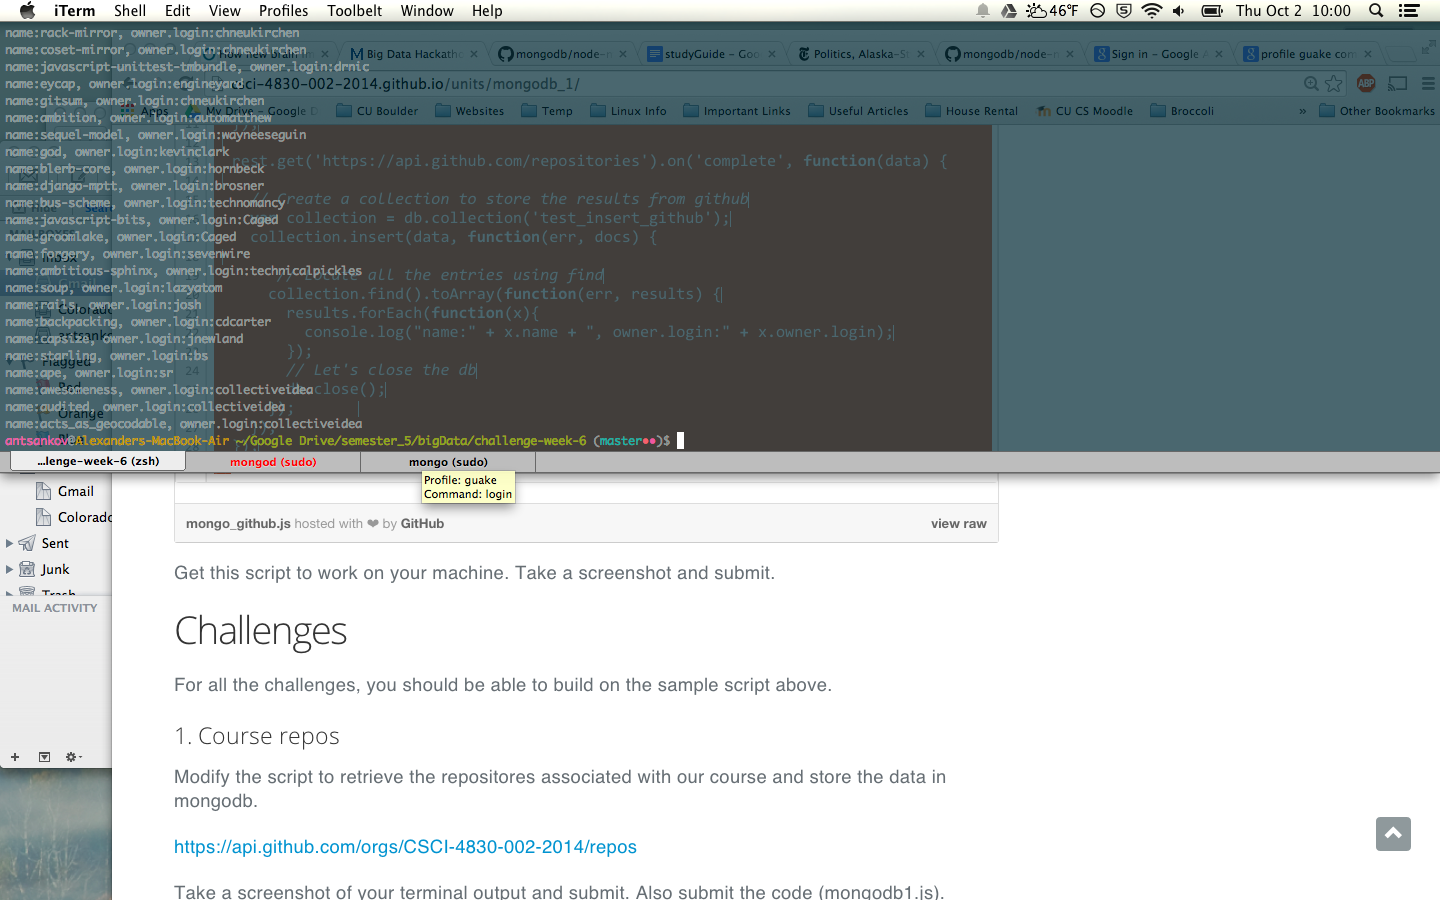 iTerm Shell Edit View Profiles Toolbelt Window Help 46°F Thu Oct 2 10:00
name:rack-mirror, owner.login:chneukirchen
name:coset-mirror, owner.login:chneukirchen
name:javascript-unittest-tmbundle, owner.login:drnic
name:eycap, owner.login:engineyard
name:gitsum, owner.login:chneukirchen
name:ambition, owner.login:automatthew
name:sequel-model, owner.login:wayneeseguin
name:god, owner.login:kevinclark
name:blerb-core, owner.login:hornbeck
name:django-mptt, owner.login:brosner
name:bus-scheme, owner.login:technomancy
name:javascript-bits, owner.login:Caged
name:groomlake, owner.login:Caged
name:forgery, owner.login:sevenwire
name:ambitious-sphinx, owner.login:technicalpickles
name:soup, owner.login:lazyatom
name:rails, owner.login:josh
name:backpacking, owner.login:cdcarter
name:capsize, owner.login:jnewland
name:starling, owner.login:bs
name:ape, owner.login:sr
name:awesomeness, owner.login:collectiveidea
name:audited, owner.login:collectiveidea
name:acts_as_geocodable, owner.login:collectiveidea
antsankov@Alexanders-MacBook-Air ~/Google Drive/semester_5/bigData/challenge-week-6 (master••)$
...lenge-week-6 (zsh) mongod (sudo) mongo (sudo)
Profile: guake
Command: login
Big Data Hackatho mongodb/node-m studyGuide – Goo Politics, Alaska-St mongodb/node-m Sign in – Google A profile guake com
csci-4830-002-2014.github.io/units/mongodb_1/
Apps My Drive - Google D CU Boulder Websites Temp Linux Info Important Links Useful Articles House Rental CU CS Moodle Broccoli » Other Bookmarks
rest.get('https://api.github.com/repositories').on('complete', function(data) {
// Create a collection to store the results from github
collection = db.collection('test_insert_github');
collection.insert(data, function(err, docs) {
// Locate all the entries using find
collection.find().toArray(function(err, results) {
results.forEach(function(x){
console.log("name:" + x.name + ", owner.login:" + x.owner.login);
});
24 // Let's close the db
close();
Gmail
Colorado
Sent
Junk
Trash
MAIL ACTIVITY
mongo_github.js hosted with ❤ by GitHub view raw
Get this script to work on your machine. Take a screenshot and submit.
Challenges
For all the challenges, you should be able to build on the sample script above.
1. Course repos
Modify the script to retrieve the repositores associated with our course and store the data in
mongodb.
https://api.github.com/orgs/CSCI-4830-002-2014/repos
Take a screenshot of your terminal output and submit. Also submit the code (mongodb1.js).